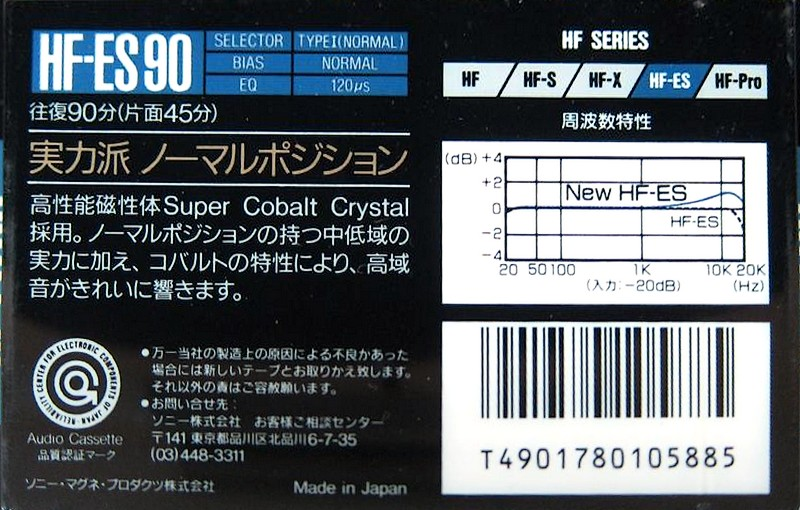 HF-ES90
SELECTOR TYPEⅠ(NORMAL)
BIAS NORMAL
EQ 120μs
往復90分(片面45分)
実力派 ノーマルポジション
高性能磁性体Super Cobalt Crystal
採用。ノーマルポジションの持つ中低域の
実力に加え、コバルトの特性により、高域
音がきれいに響きます。
RELIABILITY CENTER FOR ELECTRONIC COMPONENTS OF JAPAN
Audio Cassette
品質認証マーク
●万一当社の製造上の原因による不良があった
場合には新しいテープとお取りかえ致します。
それ以外の責はご容赦願います。
●お問い合せ先：
ソニー株式会社 お客様ご相談センター
〒141 東京都品川区北品川6-7-35
(03)448-3311
ソニー・マグネ・プロダクツ株式会社
Made in Japan
HF SERIES
HF HF-S HF-X HF-ES HF-Pro
周波数特性
(dB) +4
+2
0
−2
−4
New HF-ES
HF-ES
20 50 100 1K 10K 20K
(入力：−20dB) (Hz)
T4901780105885